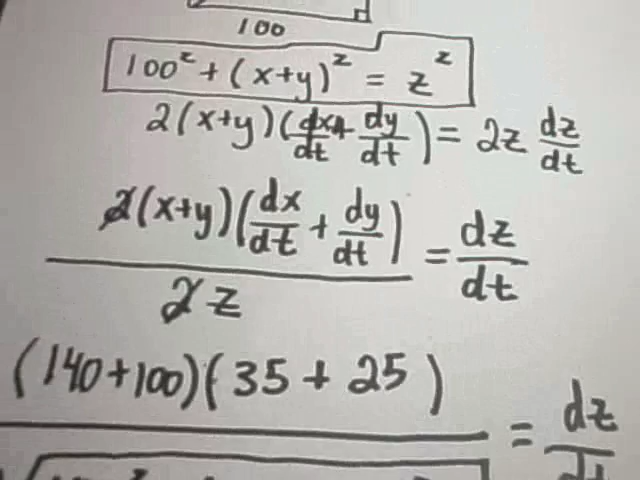 100
100² + (x+y)² = z²
2(x+y)(dx/dt + dy/dt) = 2z dz/dt
2(x+y)(dx/dt + dy/dt) / 2z = dz/dt
(140+100)(35 + 25) = dz/dt